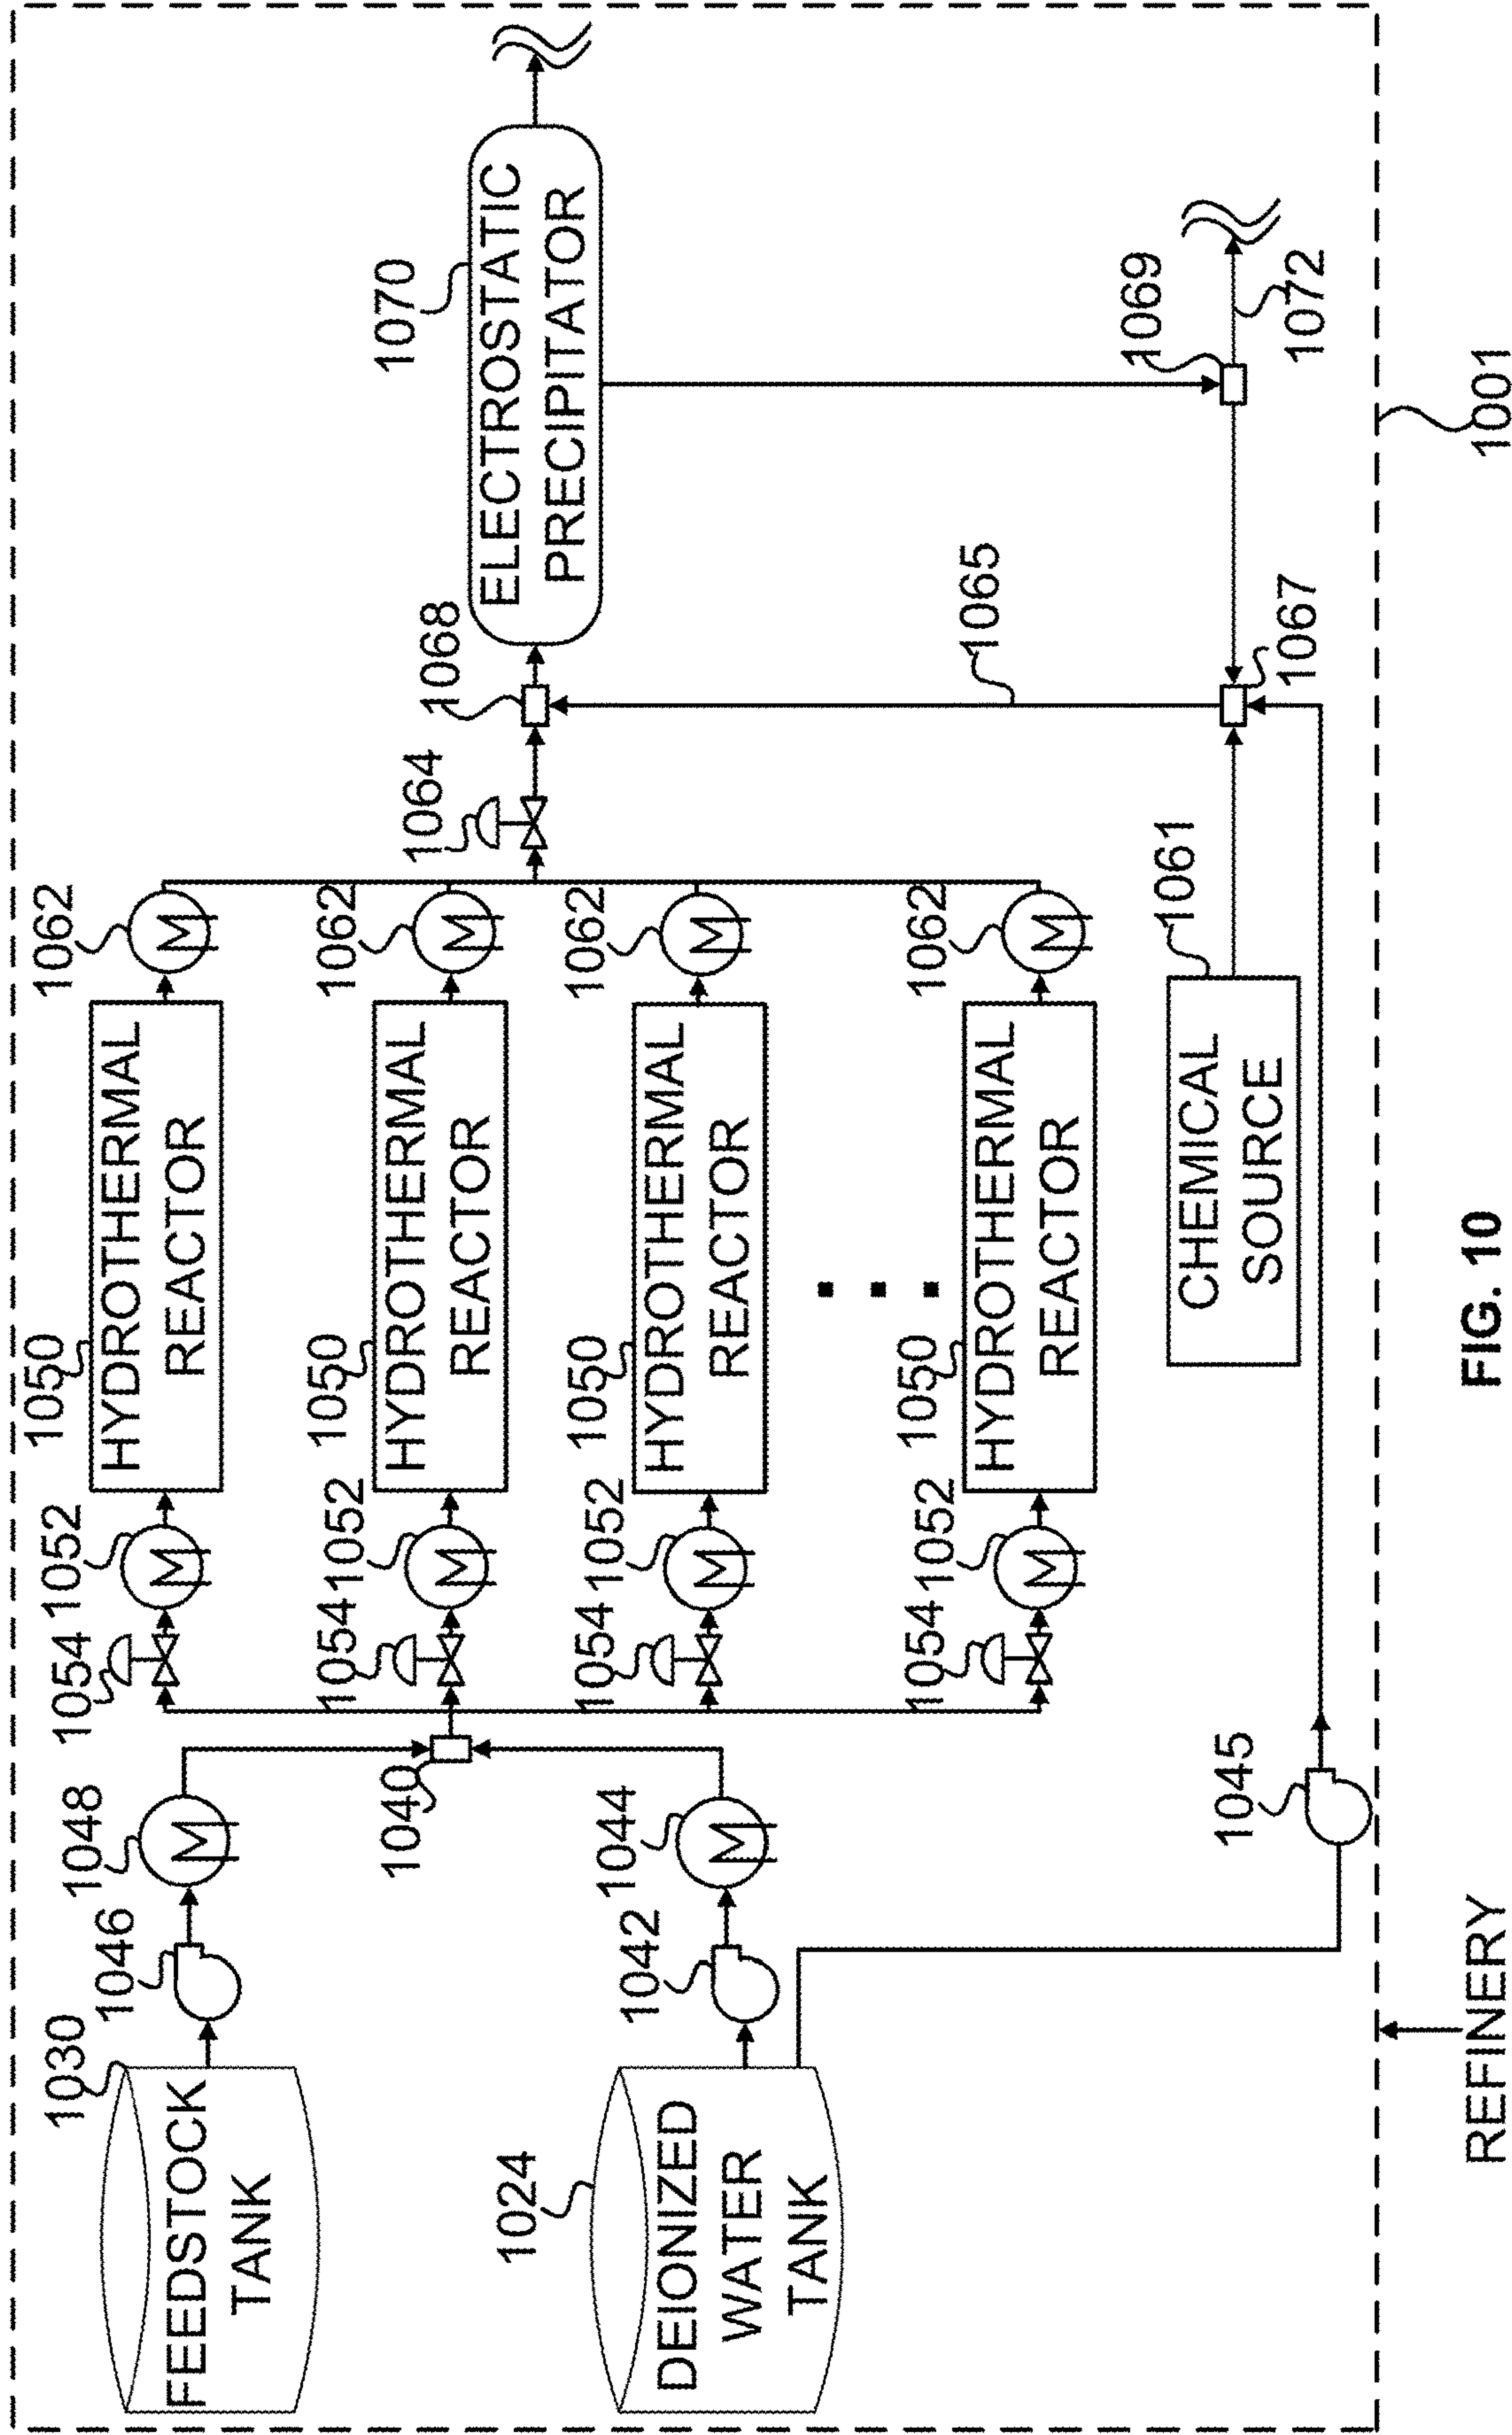 1030
FEEDSTOCK
TANK
1046
1048
1024
DEIONIZED
WATER
TANK
1042
1044
1040
1054
1052
1050
HYDROTHERMAL
REACTOR
1062
1054
1052
1050
HYDROTHERMAL
REACTOR
1062
1054
1052
1050
HYDROTHERMAL
REACTOR
1062
1054
1052
1050
HYDROTHERMAL
REACTOR
1062
1064
1068
1070
ELECTROSTATIC
PRECIPITATOR
1065
1069
1072
1067
1061
CHEMICAL
SOURCE
1045
REFINERY
1001
FIG. 10